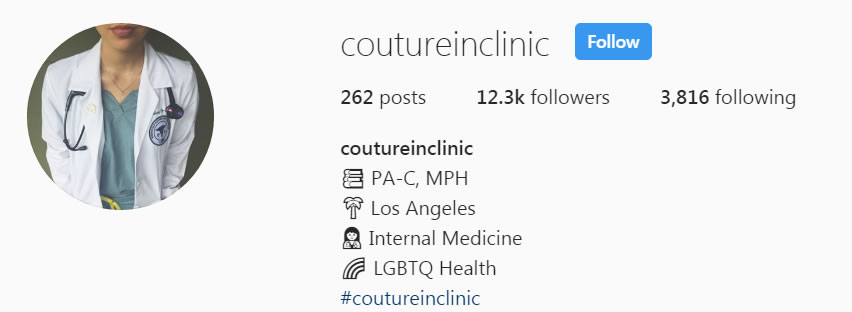 coutureinclinic Follow
262 posts 12.3k followers 3,816 following
coutureinclinic
PA-C, MPH
Los Angeles
Internal Medicine
LGBTQ Health
#coutureinclinic